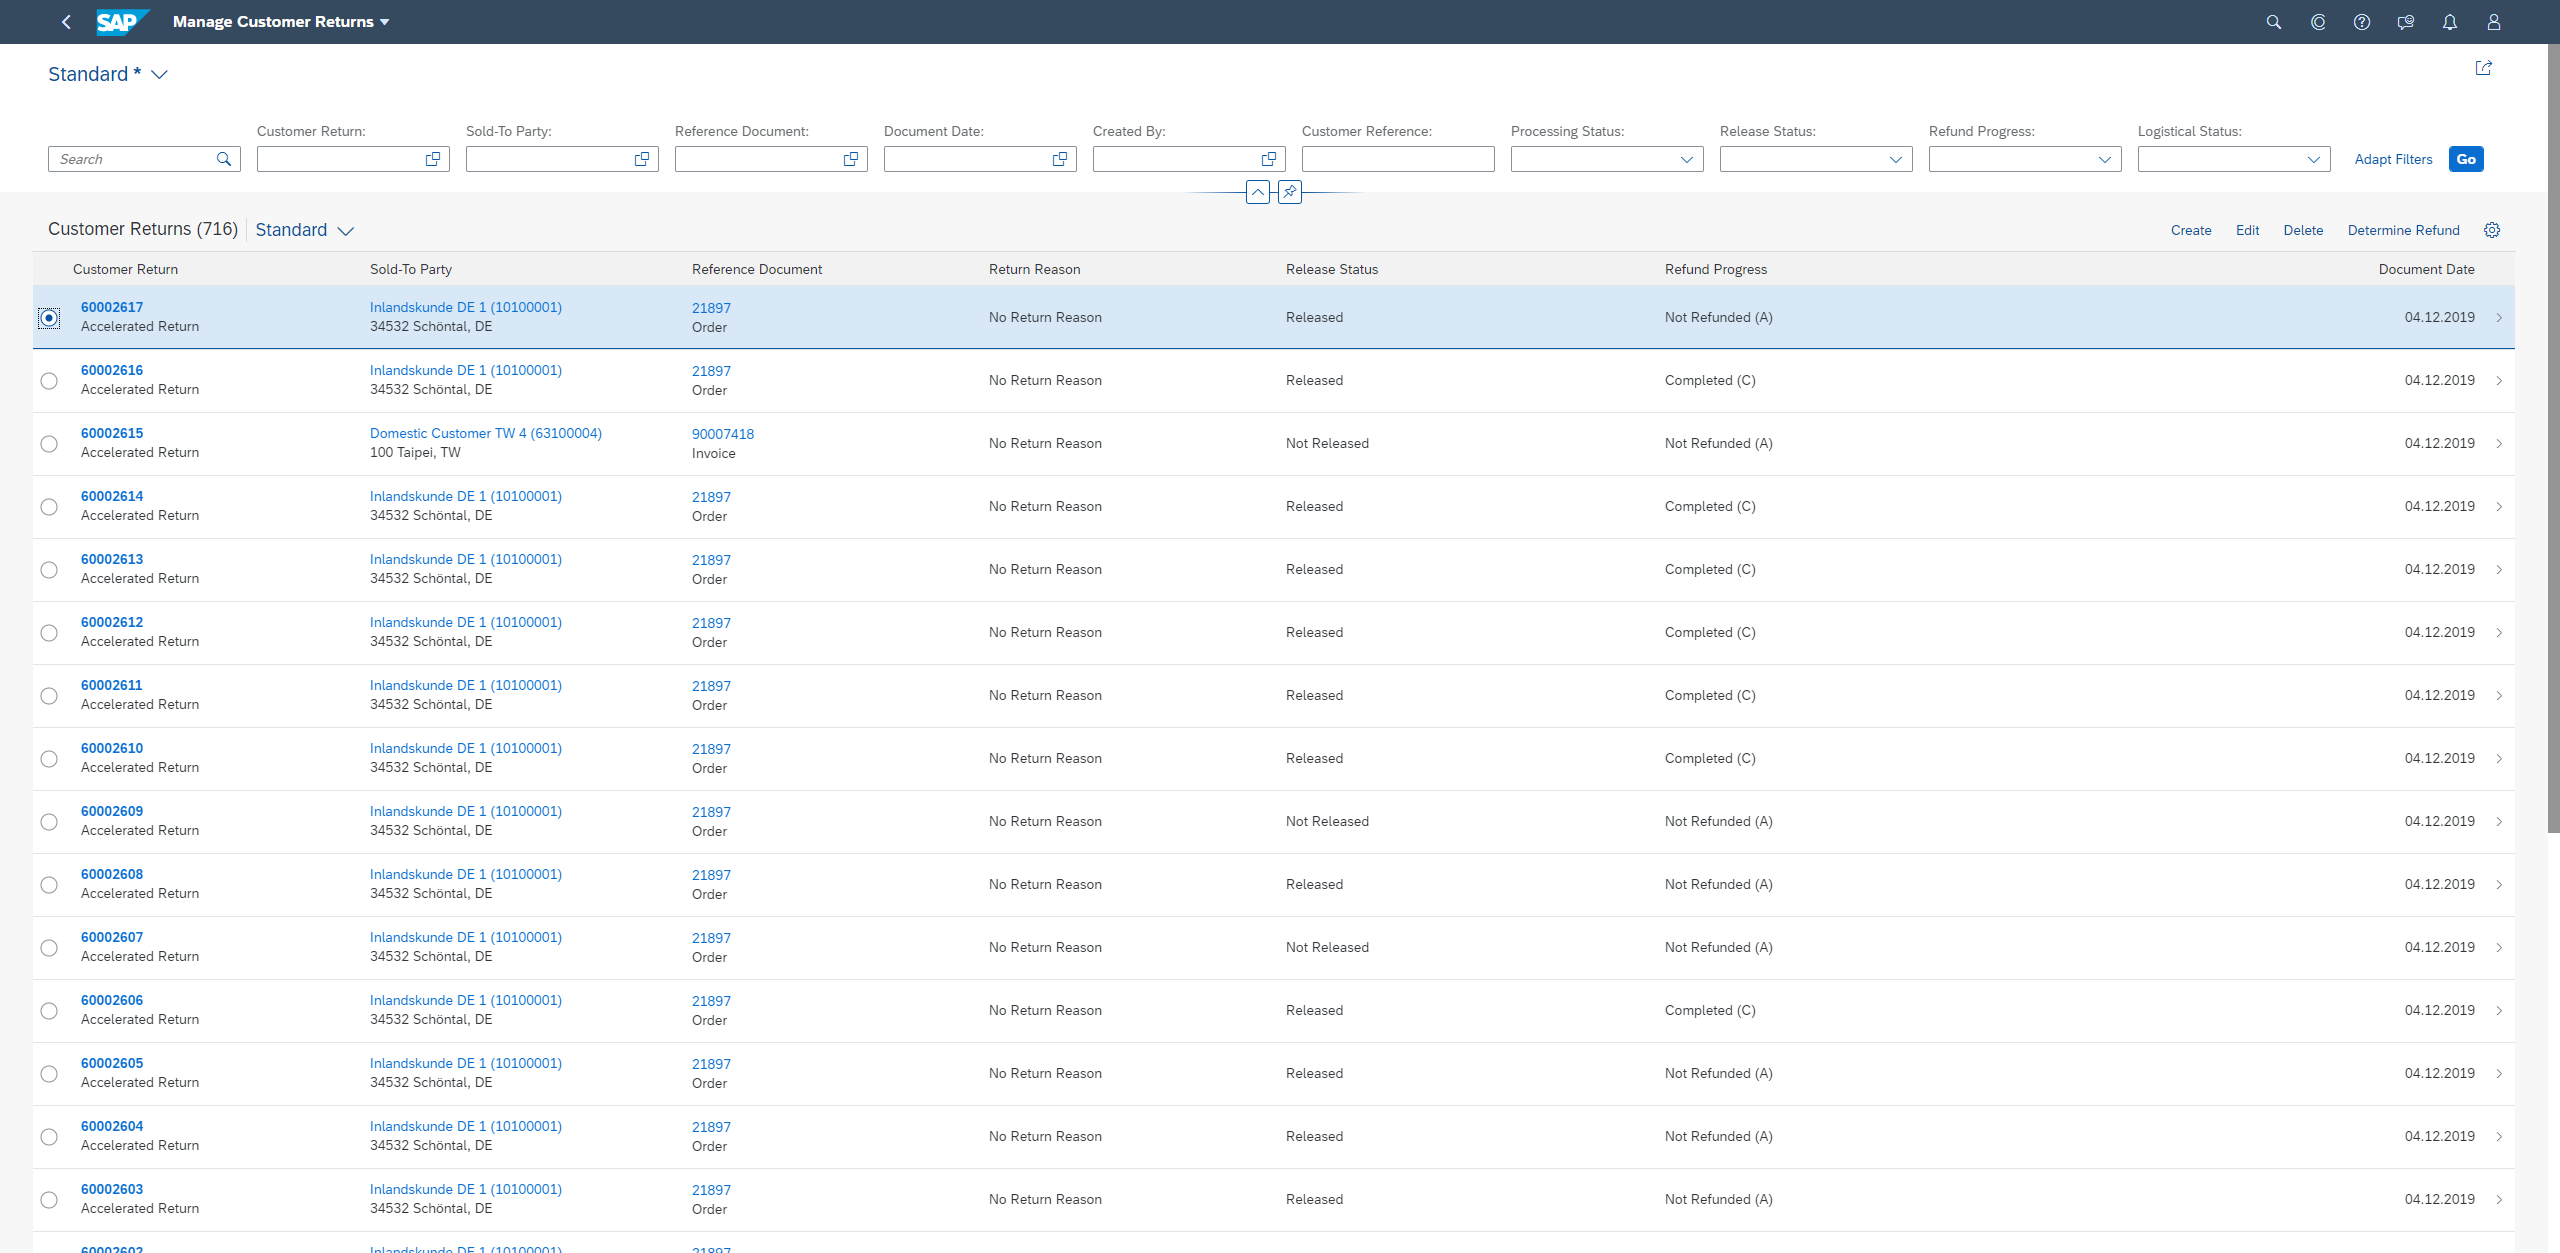 SAP Manage Customer Returns
Standard *
Customer Return: Sold-To Party: Reference Document: Document Date: Created By: Customer Reference: Processing Status: Release Status: Refund Progress: Logistical Status:
Search Adapt Filters Go
Customer Returns (716) Standard Create Edit Delete Determine Refund
Customer Return Sold-To Party Reference Document Return Reason Release Status Refund Progress Document Date
60002617 Inlandskunde DE 1 (10100001) 21897
No Return Reason Released Not Refunded (A) 04.12.2019
Accelerated Return 34532 Schöntal, DE Order
60002616 Inlandskunde DE 1 (10100001) 21897
No Return Reason Released Completed (C) 04.12.2019
Accelerated Return 34532 Schöntal, DE Order
60002615 Domestic Customer TW 4 (63100004) 90007418
No Return Reason Not Released Not Refunded (A) 04.12.2019
Accelerated Return 100 Taipei, TW Invoice
60002614 Inlandskunde DE 1 (10100001) 21897
No Return Reason Released Completed (C) 04.12.2019
Accelerated Return 34532 Schöntal, DE Order
60002613 Inlandskunde DE 1 (10100001) 21897
No Return Reason Released Completed (C) 04.12.2019
Accelerated Return 34532 Schöntal, DE Order
60002612 Inlandskunde DE 1 (10100001) 21897
No Return Reason Released Completed (C) 04.12.2019
Accelerated Return 34532 Schöntal, DE Order
60002611 Inlandskunde DE 1 (10100001) 21897
No Return Reason Released Completed (C) 04.12.2019
Accelerated Return 34532 Schöntal, DE Order
60002610 Inlandskunde DE 1 (10100001) 21897
No Return Reason Released Completed (C) 04.12.2019
Accelerated Return 34532 Schöntal, DE Order
60002609 Inlandskunde DE 1 (10100001) 21897
No Return Reason Not Released Not Refunded (A) 04.12.2019
Accelerated Return 34532 Schöntal, DE Order
60002608 Inlandskunde DE 1 (10100001) 21897
No Return Reason Released Not Refunded (A) 04.12.2019
Accelerated Return 34532 Schöntal, DE Order
60002607 Inlandskunde DE 1 (10100001) 21897
No Return Reason Not Released Not Refunded (A) 04.12.2019
Accelerated Return 34532 Schöntal, DE Order
60002606 Inlandskunde DE 1 (10100001) 21897
No Return Reason Released Completed (C) 04.12.2019
Accelerated Return 34532 Schöntal, DE Order
60002605 Inlandskunde DE 1 (10100001) 21897
No Return Reason Released Not Refunded (A) 04.12.2019
Accelerated Return 34532 Schöntal, DE Order
60002604 Inlandskunde DE 1 (10100001) 21897
No Return Reason Released Not Refunded (A) 04.12.2019
Accelerated Return 34532 Schöntal, DE Order
60002603 Inlandskunde DE 1 (10100001) 21897
No Return Reason Released Not Refunded (A) 04.12.2019
Accelerated Return 34532 Schöntal, DE Order
60002602 Inlandskunde DE 1 (10100001) 21897